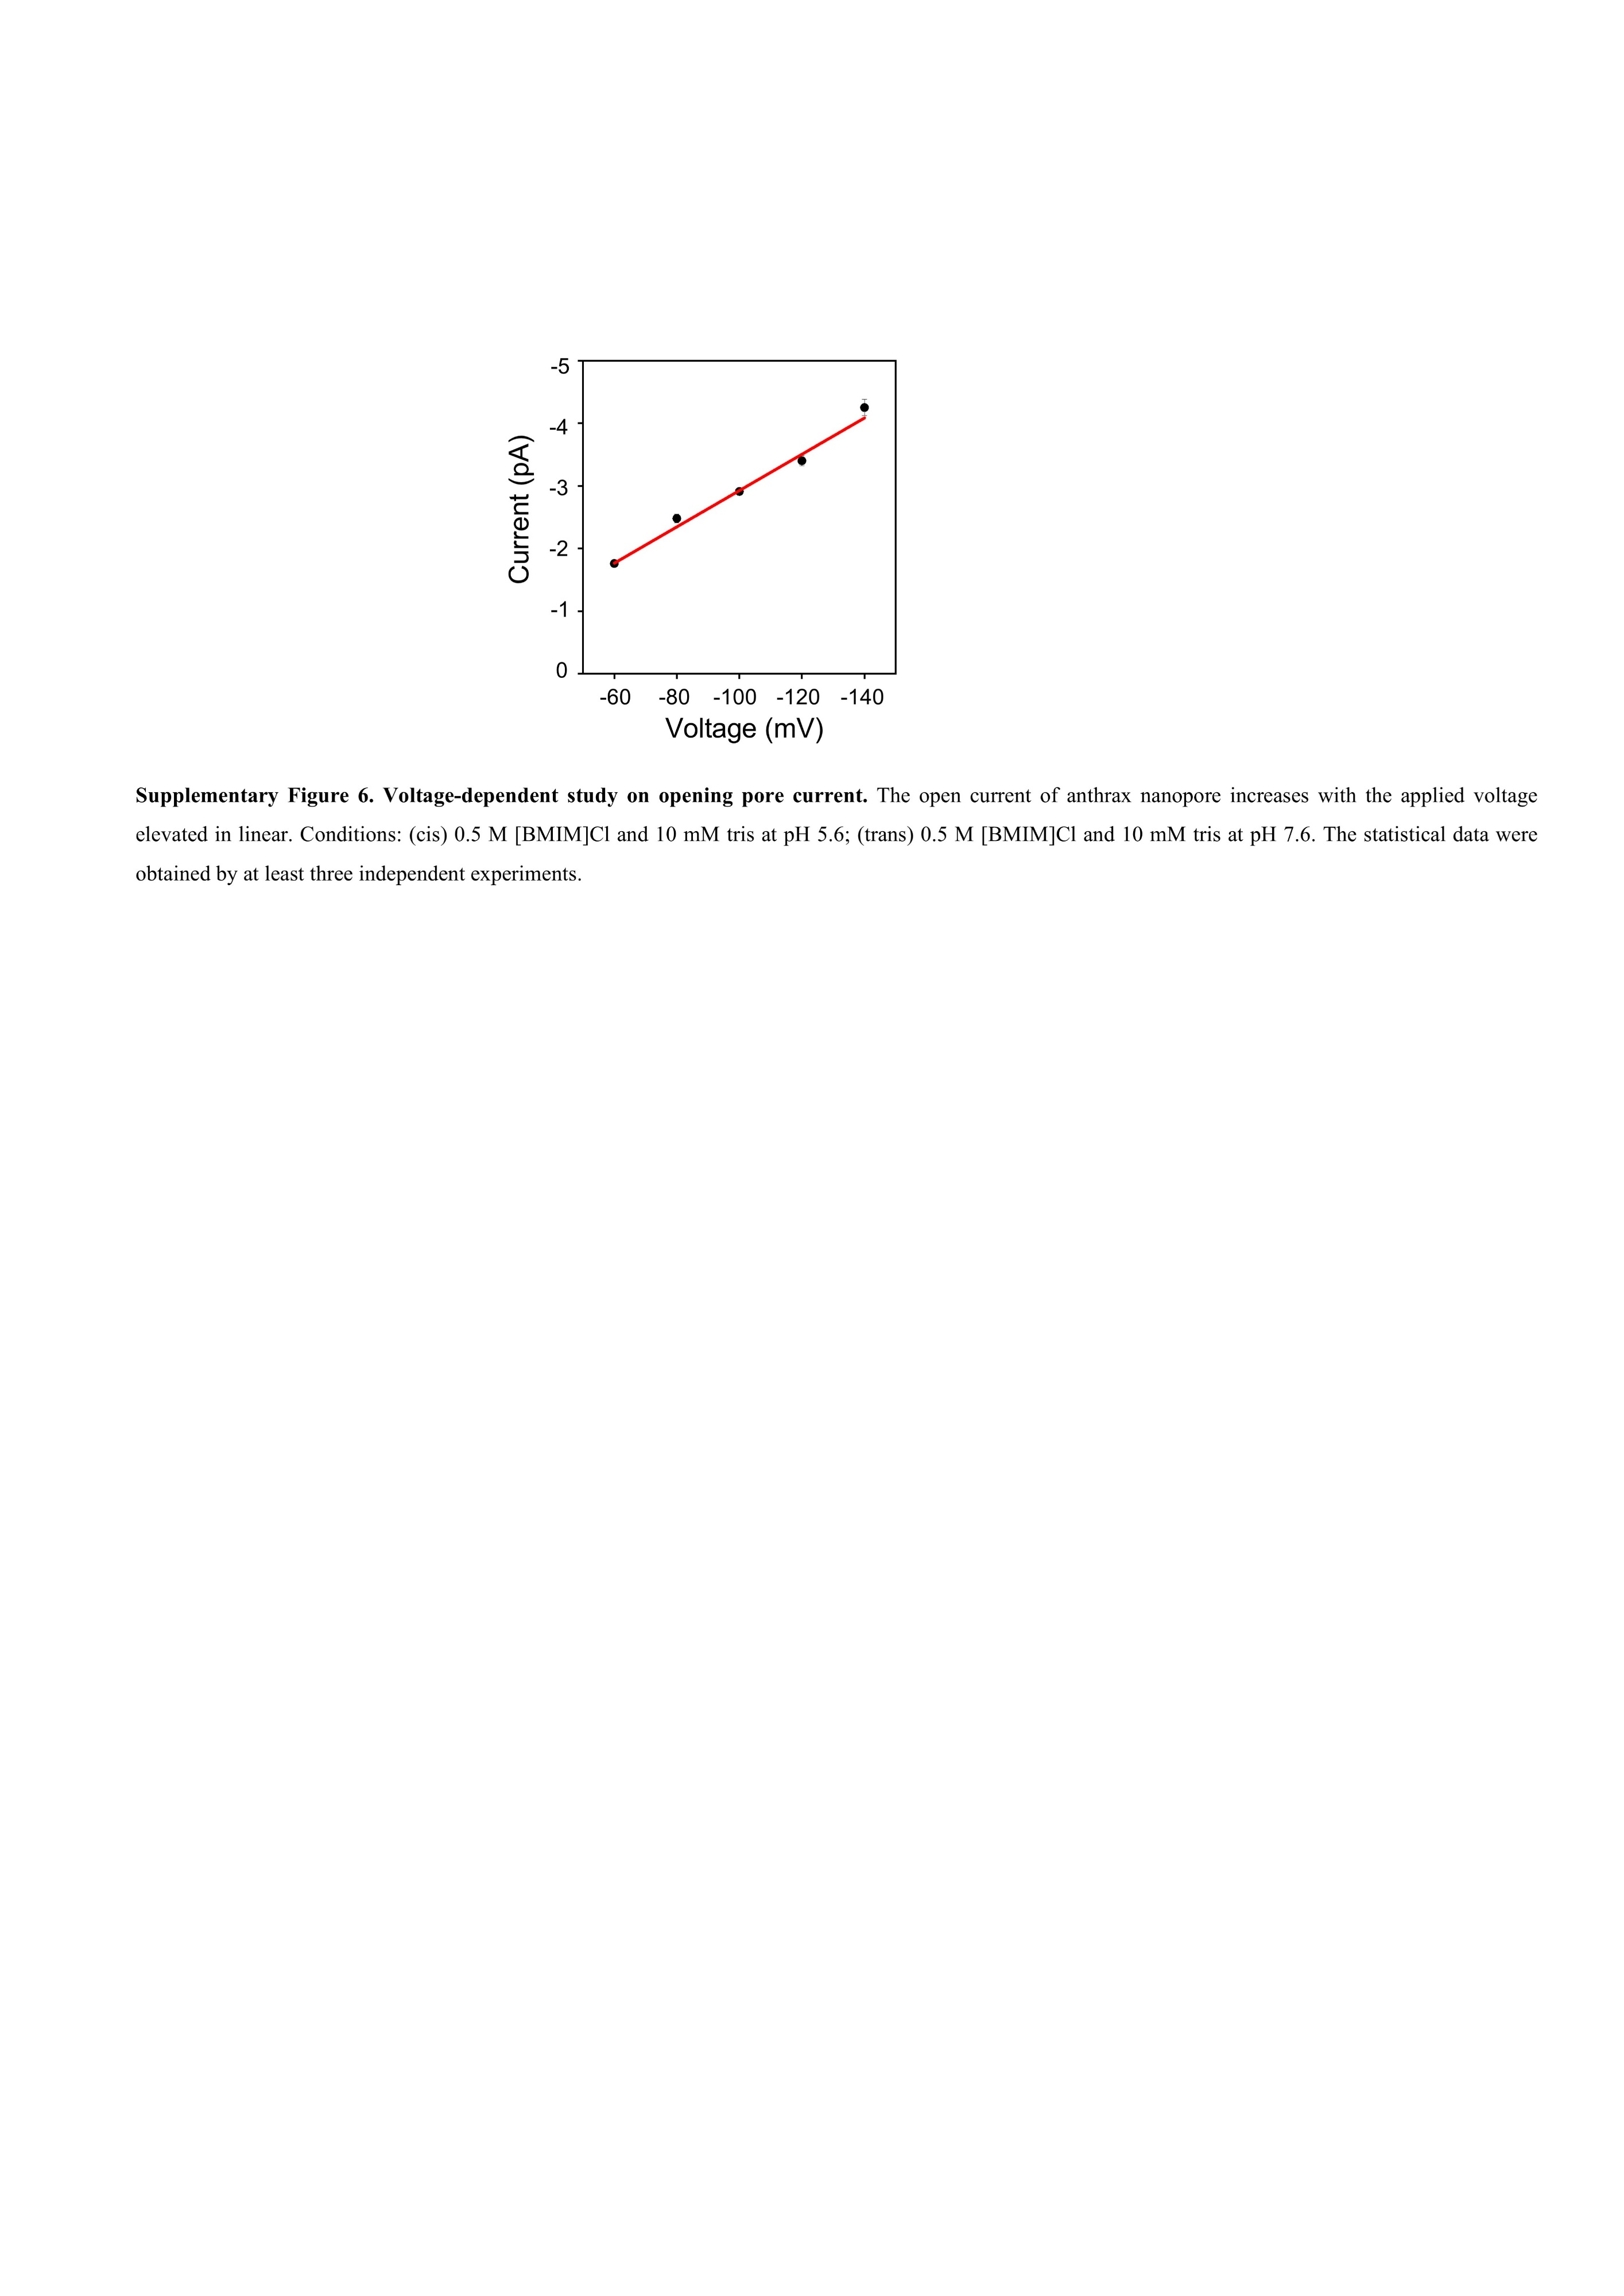 -5
-4
-3
-2
-1
0
Current (pA)
-60 -80 -100 -120 -140
Voltage (mV)
Supplementary Figure 6. Voltage-dependent study on opening pore current. The open current of anthrax nanopore increases with the applied voltage
elevated in linear. Conditions: (cis) 0.5 M [BMIM]Cl and 10 mM tris at pH 5.6; (trans) 0.5 M [BMIM]Cl and 10 mM tris at pH 7.6. The statistical data were
obtained by at least three independent experiments.